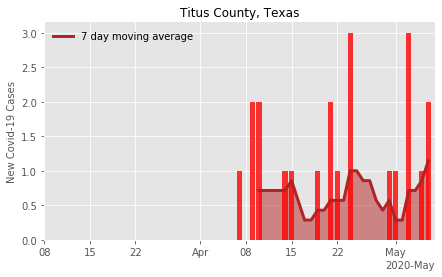 Titus County, Texas
7 day moving average
New Covid-19 Cases
3.0
2.5
2.0
1.5
1.0
0.5
0.0
08 15 22 Apr 08 15 22 May
2020-May